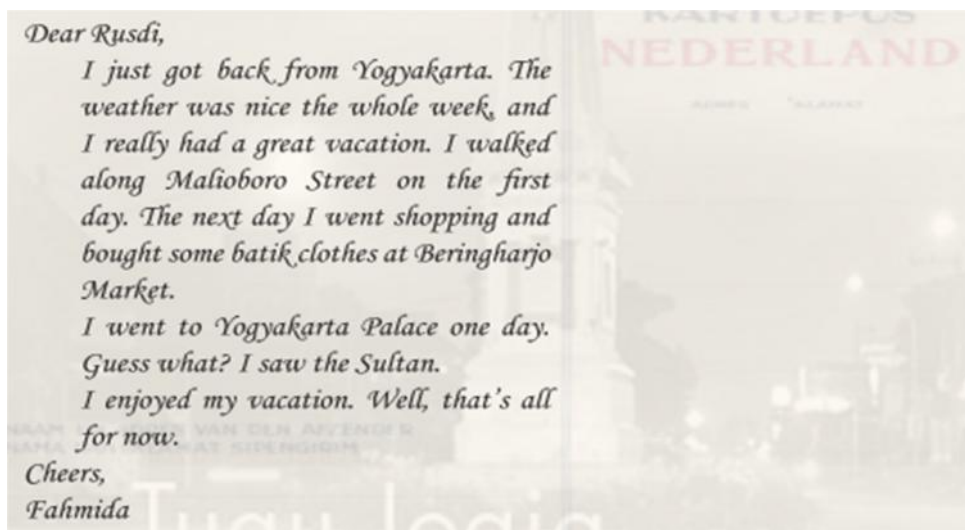 KARTOEPOS
NEDERLAND
Dear Rusdi,
I just got back from Yogyakarta. The
weather was nice the whole week, and
I really had a great vacation. I walked
along Malioboro Street on the first
day. The next day I went shopping and
bought some batik clothes at Beringharjo
Market.
I went to Yogyakarta Palace one day.
Guess what? I saw the Sultan.
I enjoyed my vacation. Well, that's all
for now.
Cheers,
Fahmida
Tugu Jogja